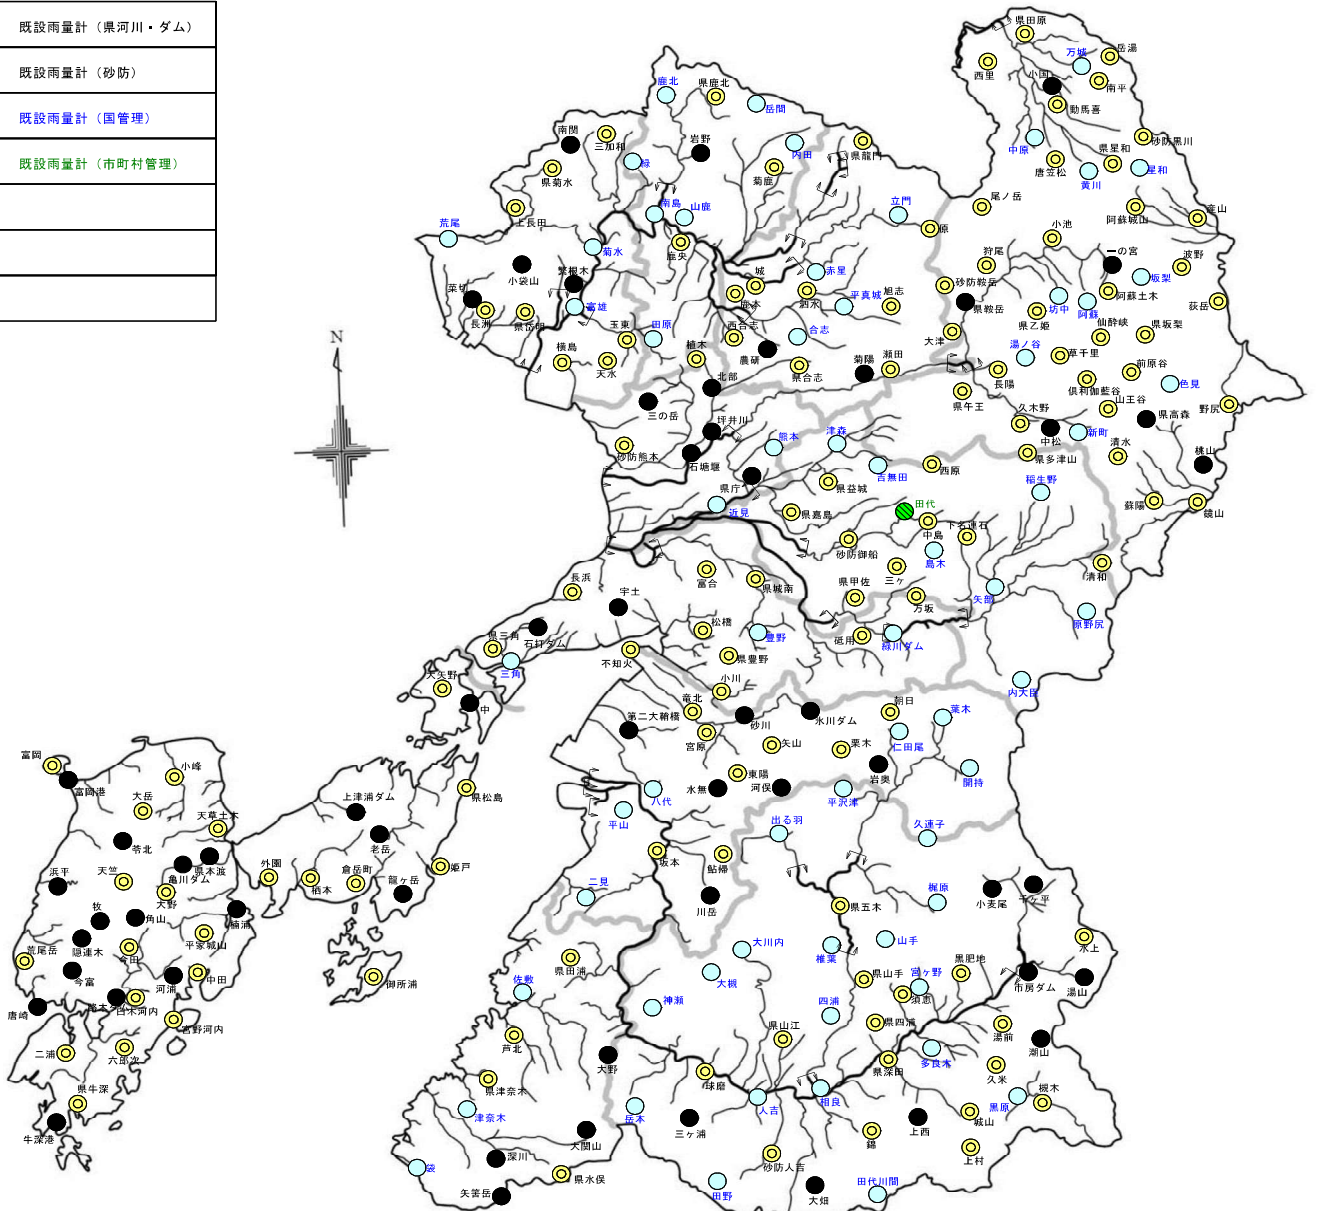 既設雨量計（県河川・ダム）
既設雨量計（砂防）
既設雨量計（国管理）
既設雨量計（市町村管理）
N
県田原
西里
万城
岳湯
小国
南平
動馬喜
鹿北
県鹿北
岳間
南関
三加和
岩野
内田
県龍門
中原
県星和
砂防黒川
唐笠松
黄川
星和
県菊水
緑
菊鹿
上長田
南島
山鹿
立門
尾ノ岳
阿蘇城山
産山
荒尾
菊水
鹿央
原
小池
狩尾
一の宮
波野
小袋山
繁根木
城
赤星
砂防鞍岳
坂梨
菜切
鹿本
泗水
旭志
平真城
県鞍岳
坊中
阿蘇
阿蘇土木
荻岳
長洲
県岳明
富雄
県乙姫
仙酔峡
県坂梨
玉東
田原
西合志
合志
大津
湯ノ谷
草千里
横島
天水
植木
農研
県合志
菊陽
瀬田
長陽
前原谷
倶利伽藍谷
色見
北部
県午王
山王谷
野尻
三の岳
久木野
県高森
坪井川
中松
新町
砂防熊本
石塘堰
熊本
津森
清水
県多津山
桃山
県庁
吉無田
西原
県益城
稲生野
近見
県嘉島
田代
蘇陽
鏡山
中島
下名連石
砂防御船
島木
清和
長浜
富合
県城南
三ヶ
県甲佐
万坂
矢部
宇土
原野尻
石打ダム
松橋
豊野
砥用
緑川ダム
県三角
三角
不知火
県豊野
内大臣
大矢野
中
小川
竜北
朝日
葉木
第二大鞘橋
砂川
氷川ダム
宮原
矢山
栗木
仁田尾
富岡
富岡港
小峰
岩奥
開持
東陽
水無
河俣
平沢津
八代
県松島
大岳
上津浦ダム
平山
天草土木
老岳
出る羽
久連子
苓北
県本渡
亀川ダム
外園
坂本
鮎帰
姫戸
浜平
天竺
大野
栖本
倉岳町
龍ヶ岳
二見
川岳
梶原
小麦尾
千ヶ平
県五木
牧
角山
楠浦
隠連木
今田
平家城山
大川内
椎葉
山手
水上
荒尾岳
今富
河浦
中田
御所浦
県田浦
大槻
県山手
宮ヶ野
黒肥地
市房ダム
湯山
佐敷
神瀬
須恵
唐崎
白木河内
宮野河内
四浦
県四浦
湯前
芦北
県山江
二浦
六郎次
大野
多良木
潮山
県深田
県津奈木
球磨
久米
県牛深
相良
黒原
槻木
津奈木
岳本
人吉
牛深港
三ヶ浦
上西
城山
大関山
錦
深川
砂防人吉
上村
袋
県水俣
矢筈岳
田野
大畑
田代川間